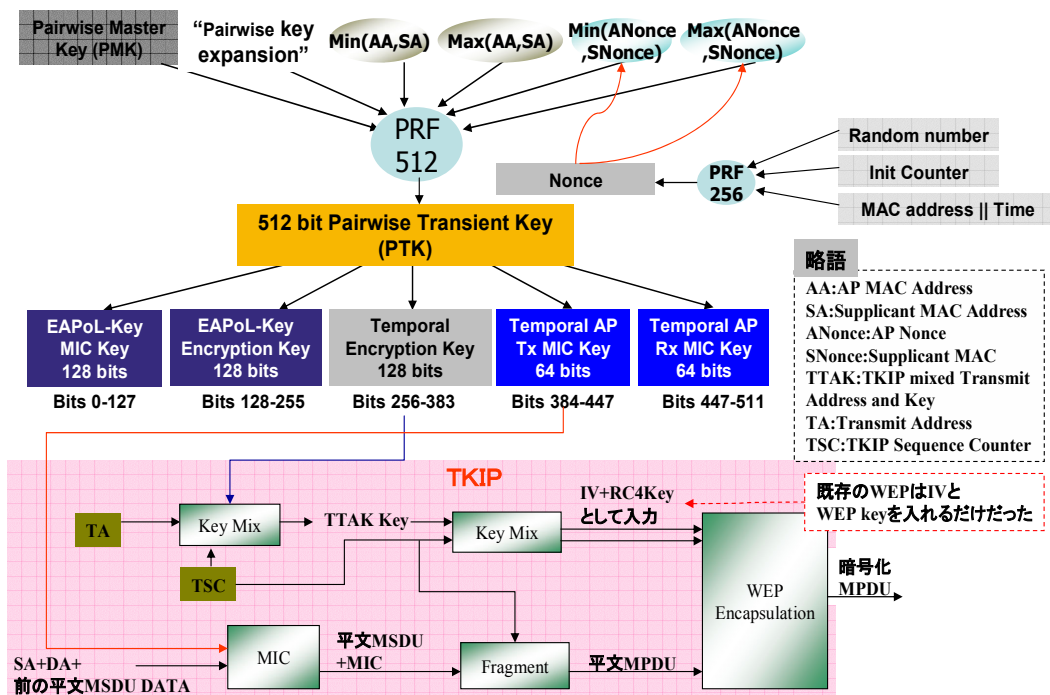 Pairwise Master
Key (PMK)
“Pairwise key
expansion”
Min(AA,SA)
Max(AA,SA)
Min(ANonce
,SNonce)
Max(ANonce
,SNonce)
PRF
512
Random number
Init Counter
MAC address || Time
PRF
256
Nonce
512 bit Pairwise Transient Key
(PTK)
EAPoL-Key
MIC Key
128 bits
EAPoL-Key
Encryption Key
128 bits
Temporal
Encryption Key
128 bits
Temporal AP
Tx MIC Key
64 bits
Temporal AP
Rx MIC Key
64 bits
Bits 0-127
Bits 128-255
Bits 256-383
Bits 384-447
Bits 447-511
略語
AA:AP MAC Address
SA:Supplicant MAC Address
ANonce:AP Nonce
SNonce:Supplicant MAC
TTAK:TKIP mixed Transmit
Address and Key
TA:Transmit Address
TSC:TKIP Sequence Counter
TKIP
既存のWEPはIVと
WEP keyを入れるだけだった
TA
Key Mix
TTAK Key
IV+RC4Key
として入力
Key Mix
TSC
WEP
Encapsulation
暗号化
MPDU
MIC
平文MSDU
+MIC
Fragment
平文MPDU
SA+DA+
前の平文MSDU DATA